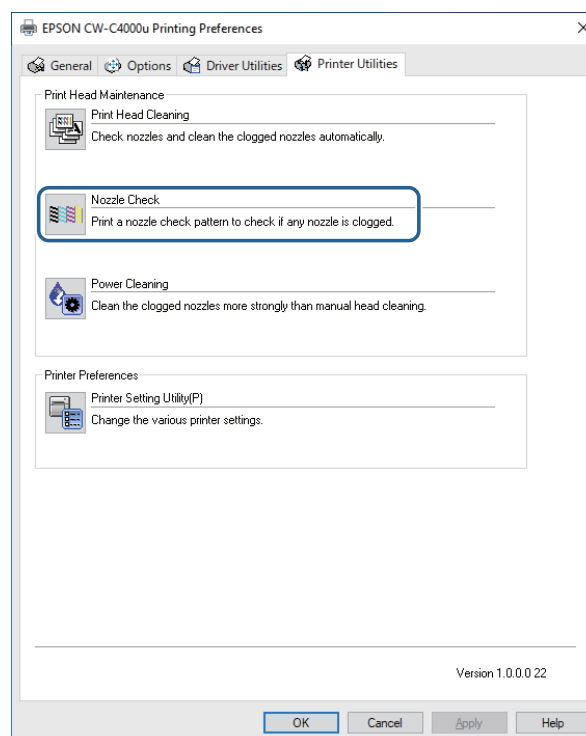 EPSON CW-C4000u Printing Preferences
General Options Driver Utilities Printer Utilities
Print Head Maintenance
Print Head Cleaning
Check nozzles and clean the clogged nozzles automatically.
Nozzle Check
Print a nozzle check pattern to check if any nozzle is clogged.
Power Cleaning
Clean the clogged nozzles more strongly than manual head cleaning.
Printer Preferences
Printer Setting Utility(P)
Change the various printer settings.
Version 1.0.0.0 22
OK Cancel Apply Help